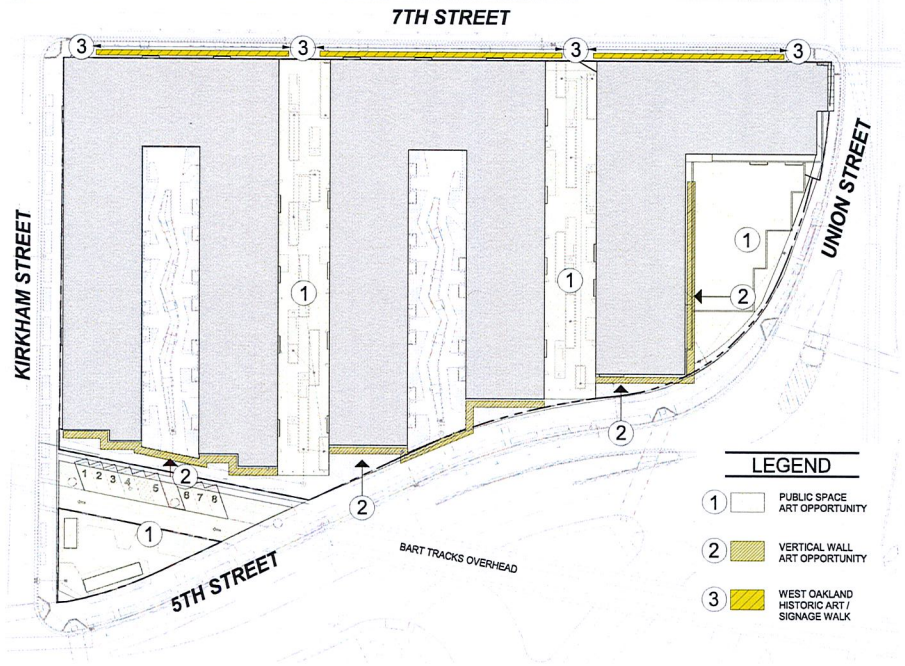 7TH STREET
3
3
3
3
KIRKHAM STREET
UNION STREET
1
1
1
2
2
2
2
1 2 3 4 5 6 7 8
1
5TH STREET
BART TRACKS OVERHEAD
LEGEND
1 PUBLIC SPACE
ART OPPORTUNITY
2 VERTICAL WALL
ART OPPORTUNITY
3 WEST OAKLAND
HISTORIC ART /
SIGNAGE WALK